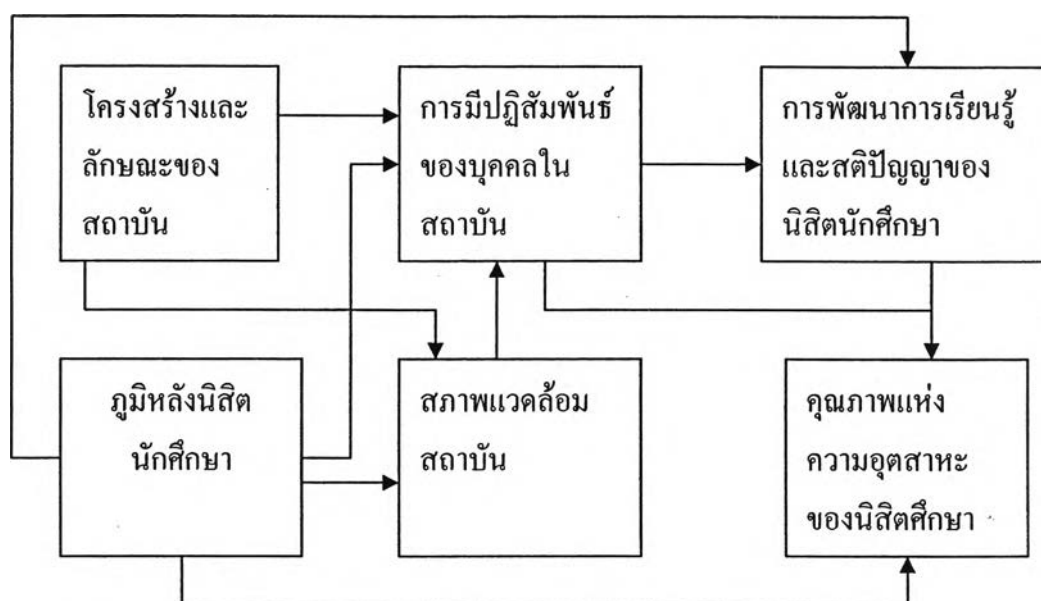 โครงสร้างและ
ลักษณะของ
สถาบัน
การมีปฏิสัมพันธ์
ของบุคคลใน
สถาบัน
การพัฒนาการเรียนรู้
และสติปัญญาของ
นิสิตนักศึกษา
ภูมิหลังนิสิต
นักศึกษา
สภาพแวดล้อม
สถาบัน
คุณภาพแห่ง
ความอุตสาหะ
ของนิสิตศึกษา